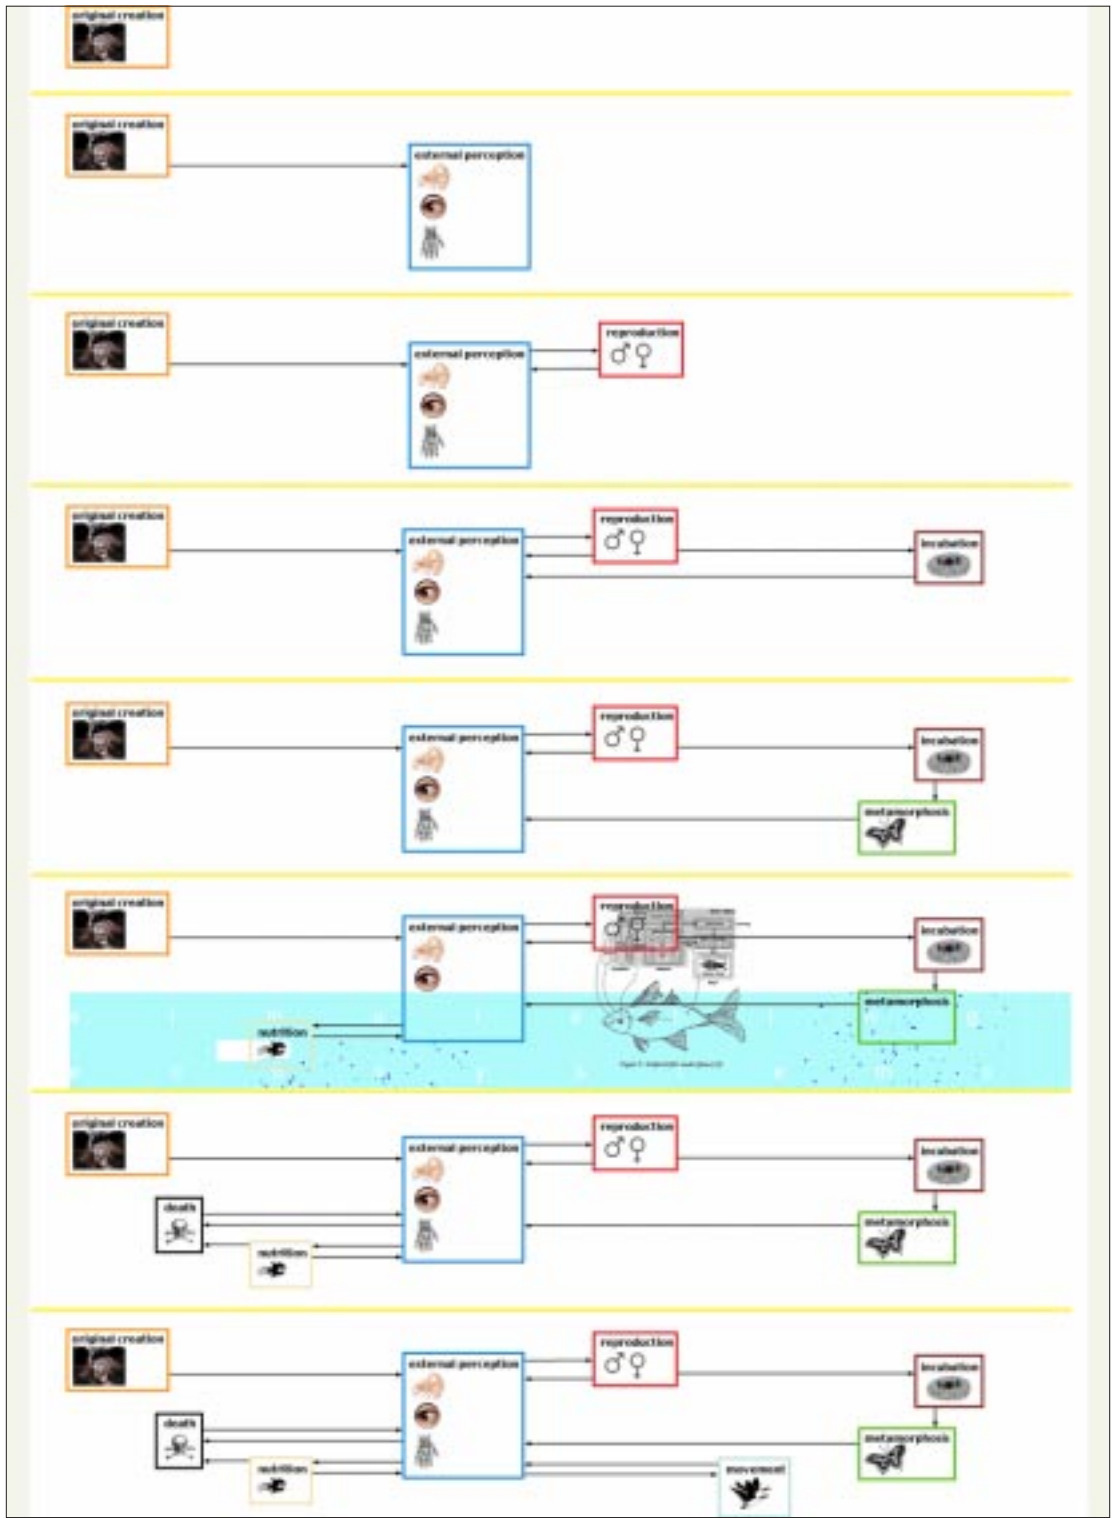 original creation
original creation
external perception
original creation
external perception
reproduction
original creation
external perception
reproduction
incubation
original creation
external perception
reproduction
incubation
metamorphosis
original creation
external perception
reproduction
incubation
metamorphosis
nutrition
original creation
external perception
reproduction
incubation
death
metamorphosis
nutrition
original creation
external perception
reproduction
incubation
death
metamorphosis
nutrition
movement